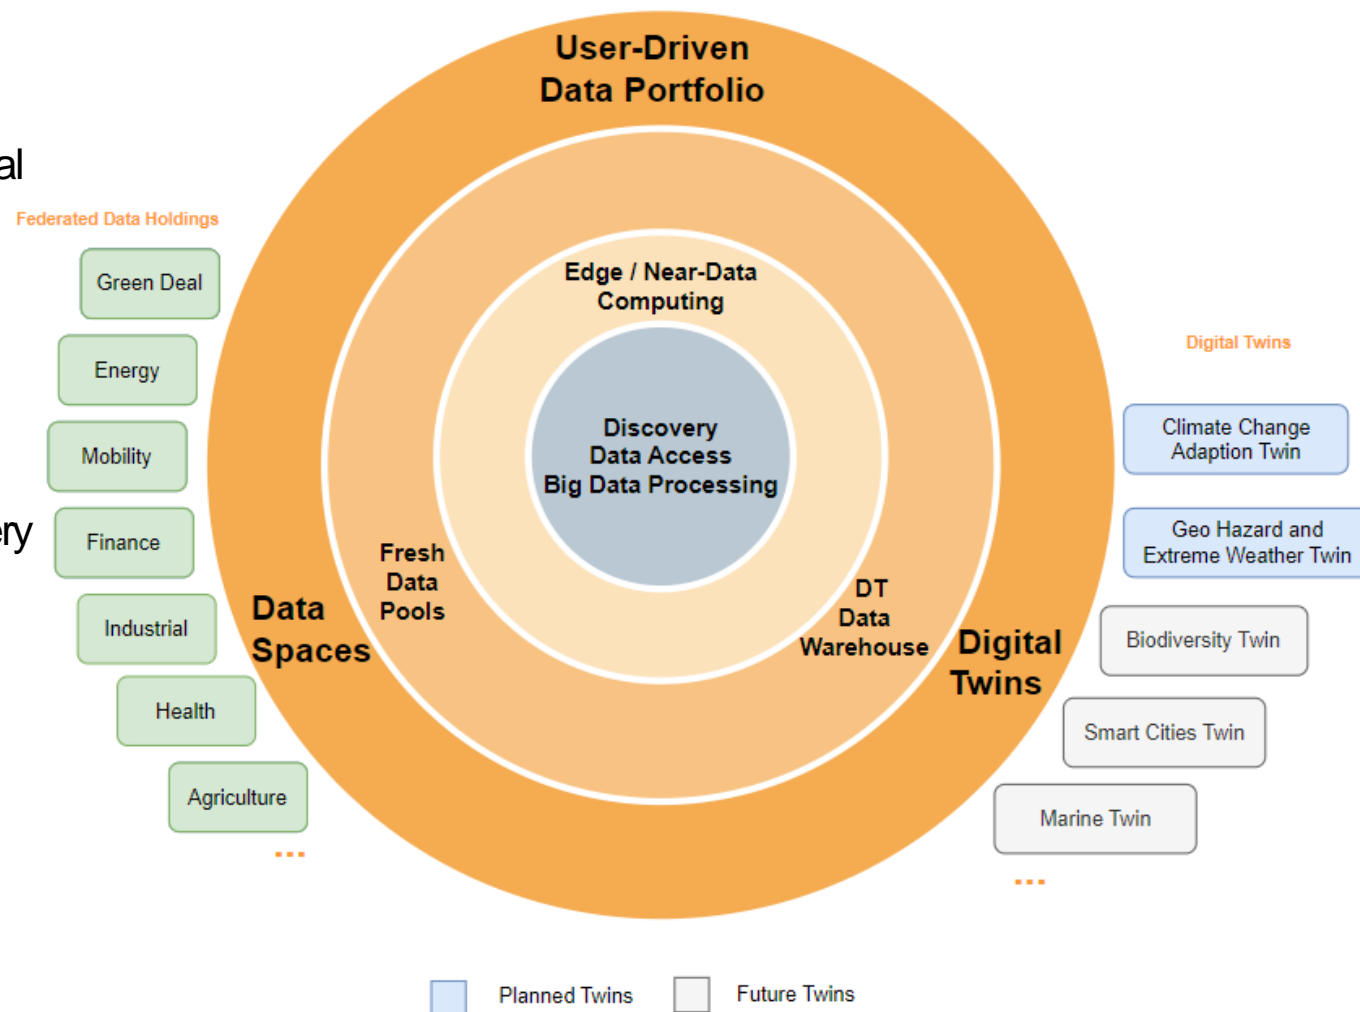 User-Driven
Data Portfolio
al
Federated Data Holdings
Green Deal
Energy
Mobility
Finance
ery
Industrial
Health
Agriculture
...
Edge / Near-Data
Computing
Discovery
Data Access
Big Data Processing
Fresh
Data
Pools
DT
Data
Warehouse
Data
Spaces
Digital
Twins
Digital Twins
Climate Change
Adaption Twin
Geo Hazard and
Extreme Weather Twin
Biodiversity Twin
Smart Cities Twin
Marine Twin
...
Planned Twins
Future Twins